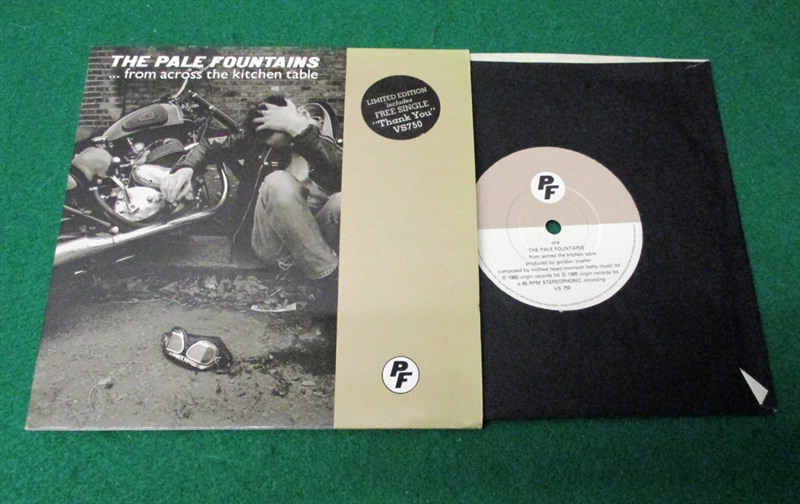 THE PALE FOUNTAINS
... from across the kitchen table
LIMITED EDITION
includes
FREE SINGLE
"Thank You"
VS750
PF
PF
one
THE PALE FOUNTAINS
from across the kitchen table
produced by
composed by michael head/morrison leahy music ltd
℗ 1985 virgin records ltd © 1985 virgin records ltd
a 45 RPM STEREOPHONIC recording
VS 750